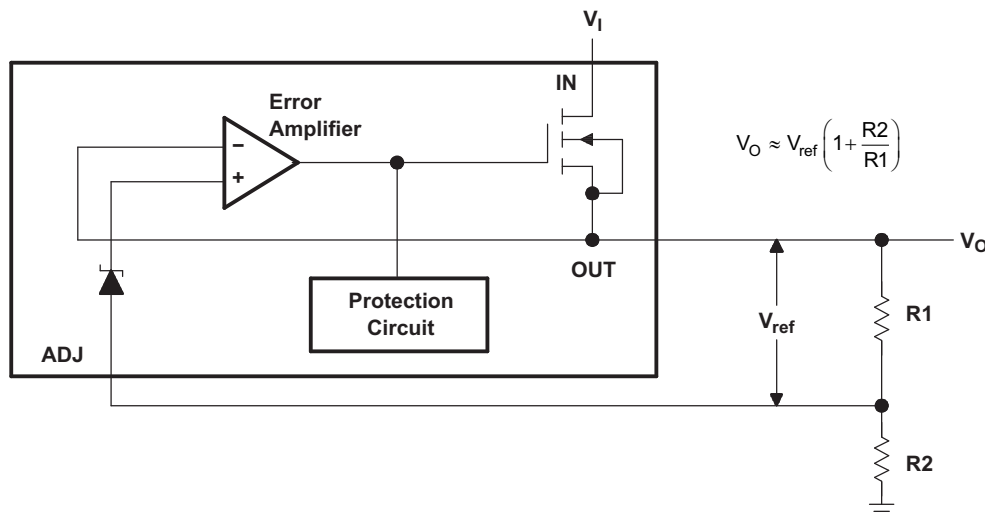 V_I
IN
Error
Amplifier
−
+
V_O ≈ V_ref (1 + R2/R1)
V_O
OUT
Protection
Circuit
V_ref
R1
ADJ
R2